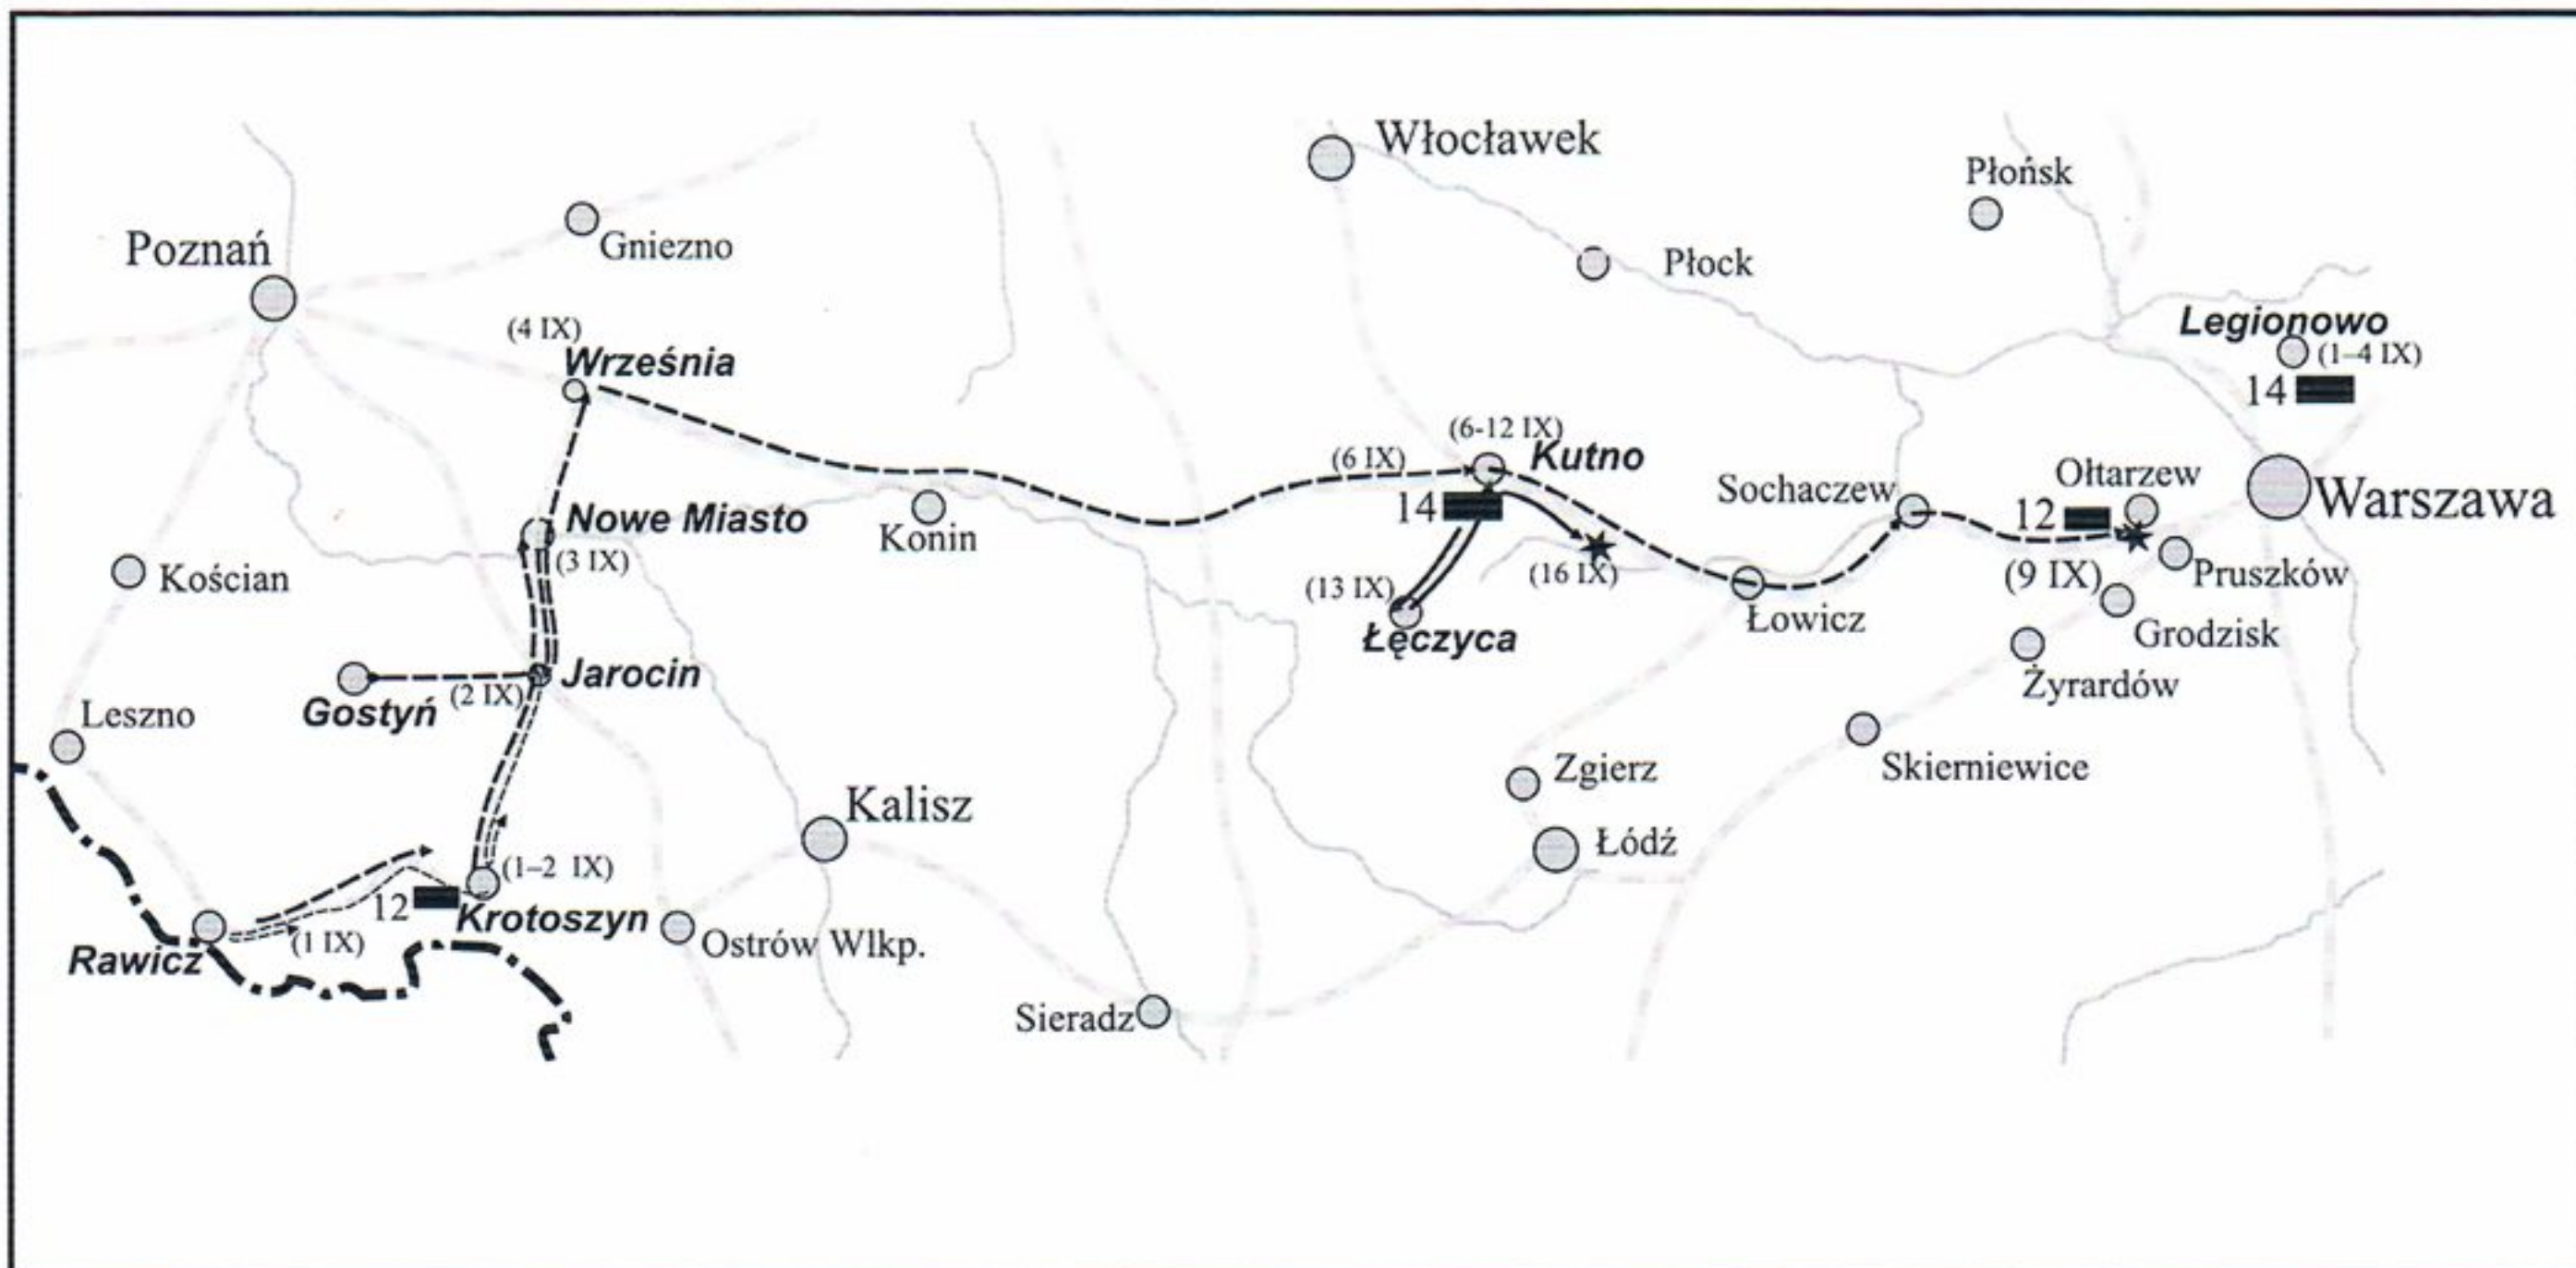 Włocławek
Płońsk
Poznań
Gniezno
Płock
(4 IX)
Września
Legionowo
(1–4 IX)
14
(6-12 IX)
Kutno
(6 IX)
14
Sochaczew
Ołtarzew
12
Warszawa
Nowe Miasto
(3 IX)
Konin
(16 IX)
(9 IX)
Pruszków
Kościan
(13 IX)
Łęczyca
Łowicz
Grodzisk
Żyrardów
Jarocin
(2 IX)
Gostyń
Leszno
Skierniewice
Zgierz
Kalisz
Łódź
(1–2 IX)
12
Krotoszyn
(1 IX)
Rawicz
Ostrów Wlkp.
Sieradz